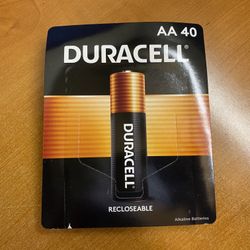 AA 40
DURACELL®
DURACELL
RECLOSEABLE
Alkaline Batteries